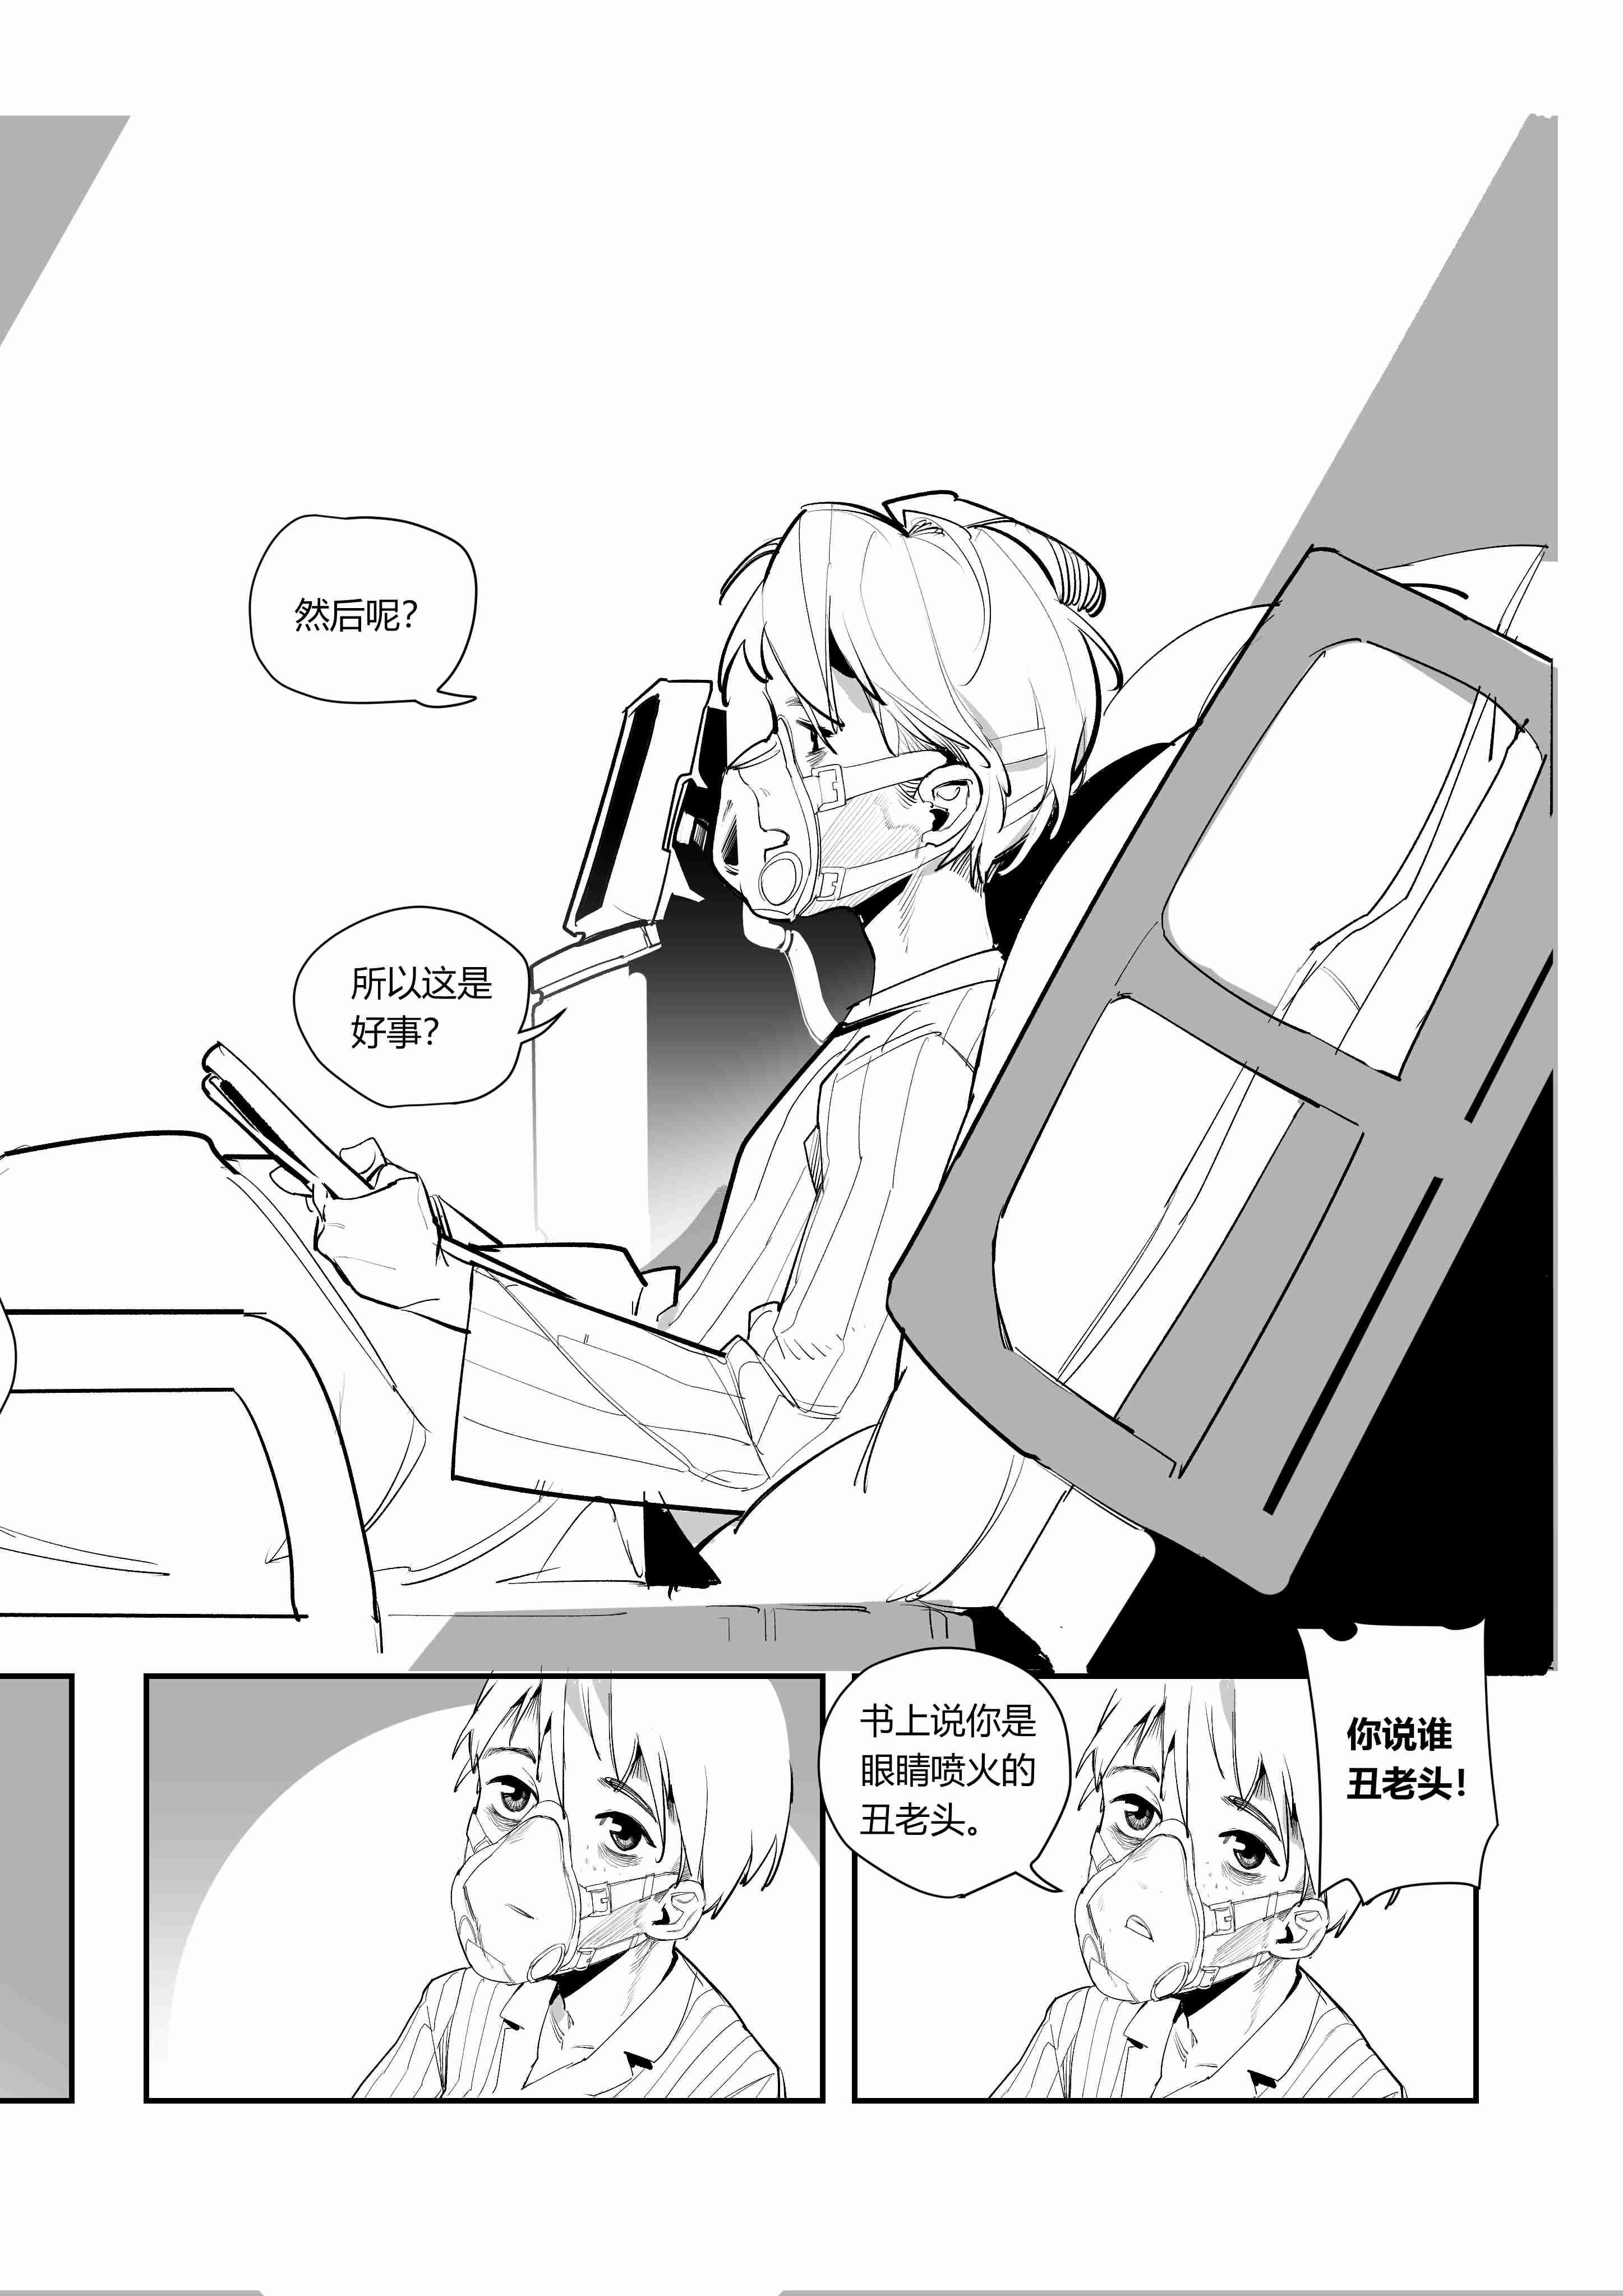 然后呢？
所以这是
好事？
书上说你是
眼睛喷火的
丑老头。
你说谁
丑老头！